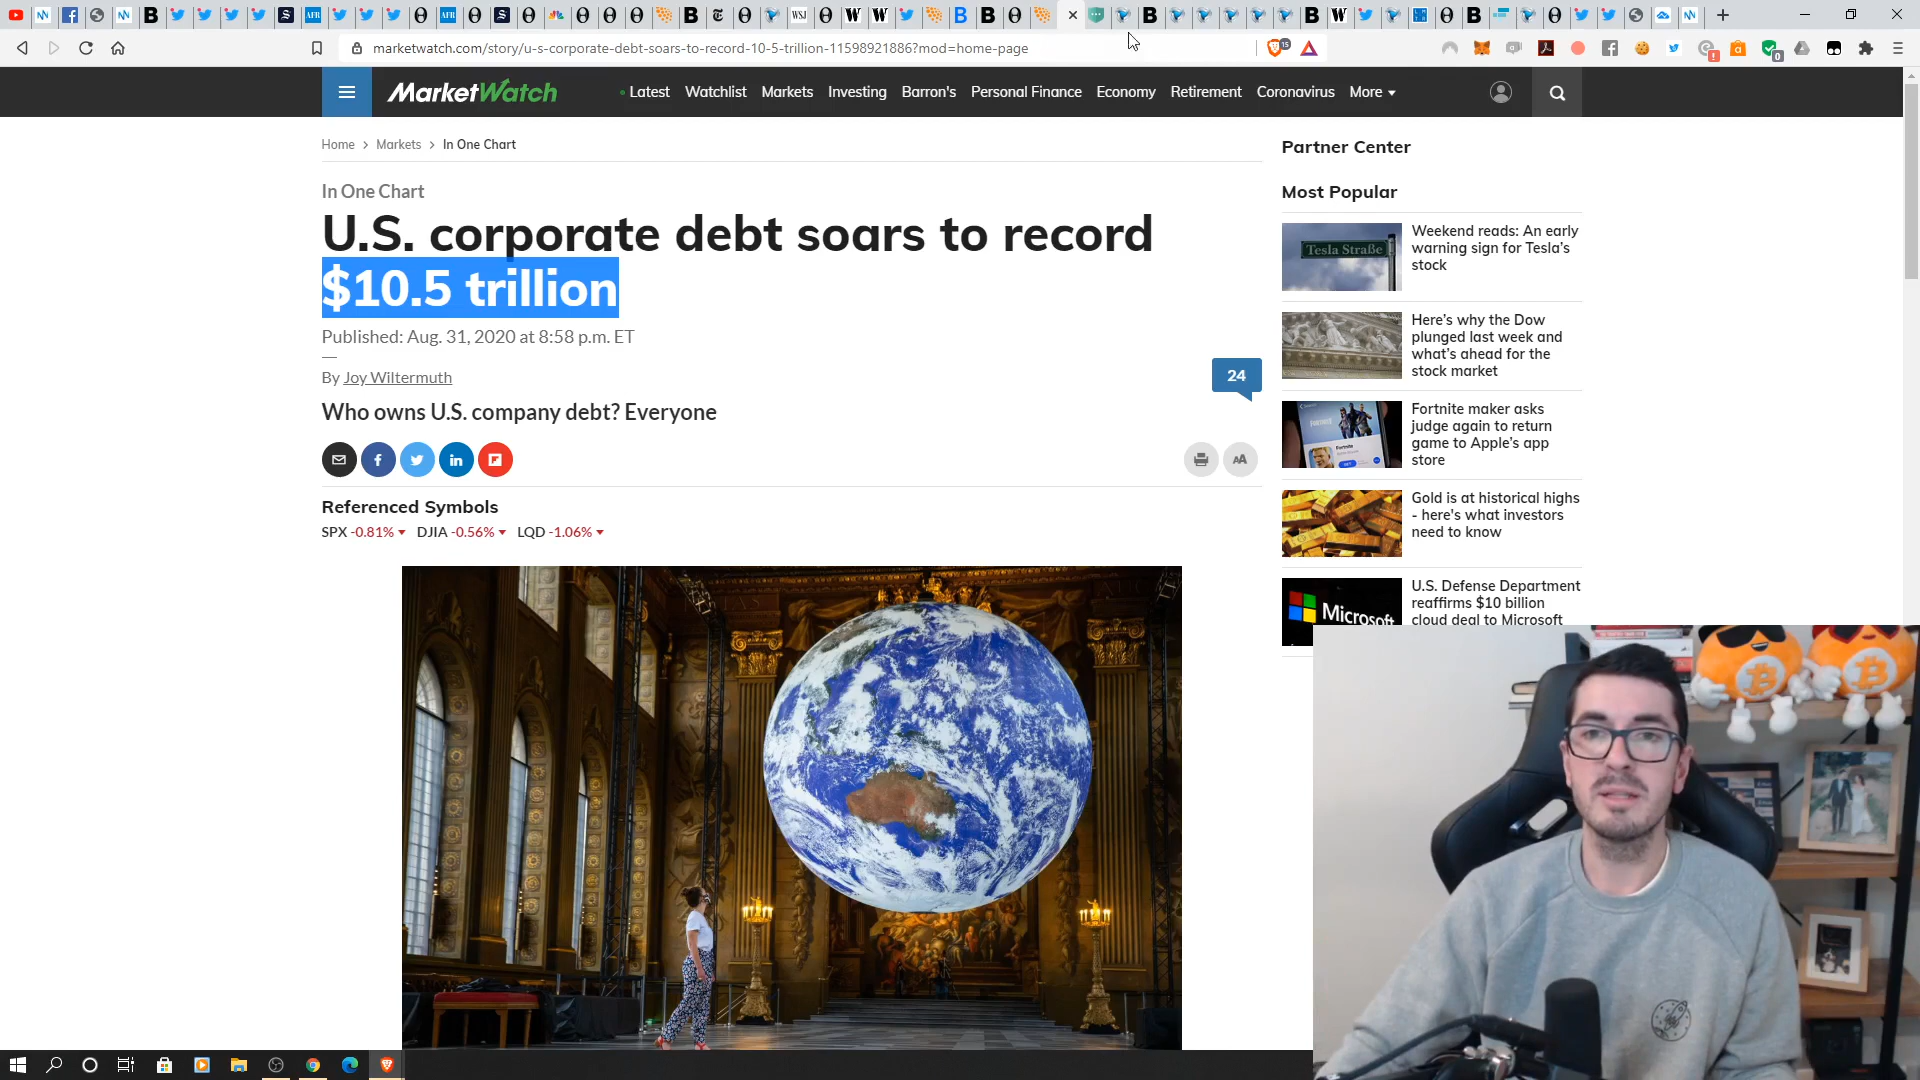 marketwatch.com/story/u-s-corporate-debt-soars-to-record-10-5-trillion-11598921886?mod=home-page
MarketWatch
Latest Watchlist Markets Investing Barron's Personal Finance Economy Retirement Coronavirus More
Home > Markets > In One Chart
In One Chart
U.S. corporate debt soars to record
$10.5 trillion
Published: Aug. 31, 2020 at 8:58 p.m. ET
By Joy Wiltermuth
24
Who owns U.S. company debt? Everyone
AA
Referenced Symbols
SPX -0.81% DJIA -0.56% LQD -1.06%
Partner Center
Most Popular
Tesla Straße
Weekend reads: An early
warning sign for Tesla's
stock
Here's why the Dow
plunged last week and
what's ahead for the
stock market
Fortnite maker asks
judge again to return
game to Apple's app
store
Gold is at historical highs
- here's what investors
need to know
Microsoft
U.S. Defense Department
reaffirms $10 billion
cloud deal to Microsoft